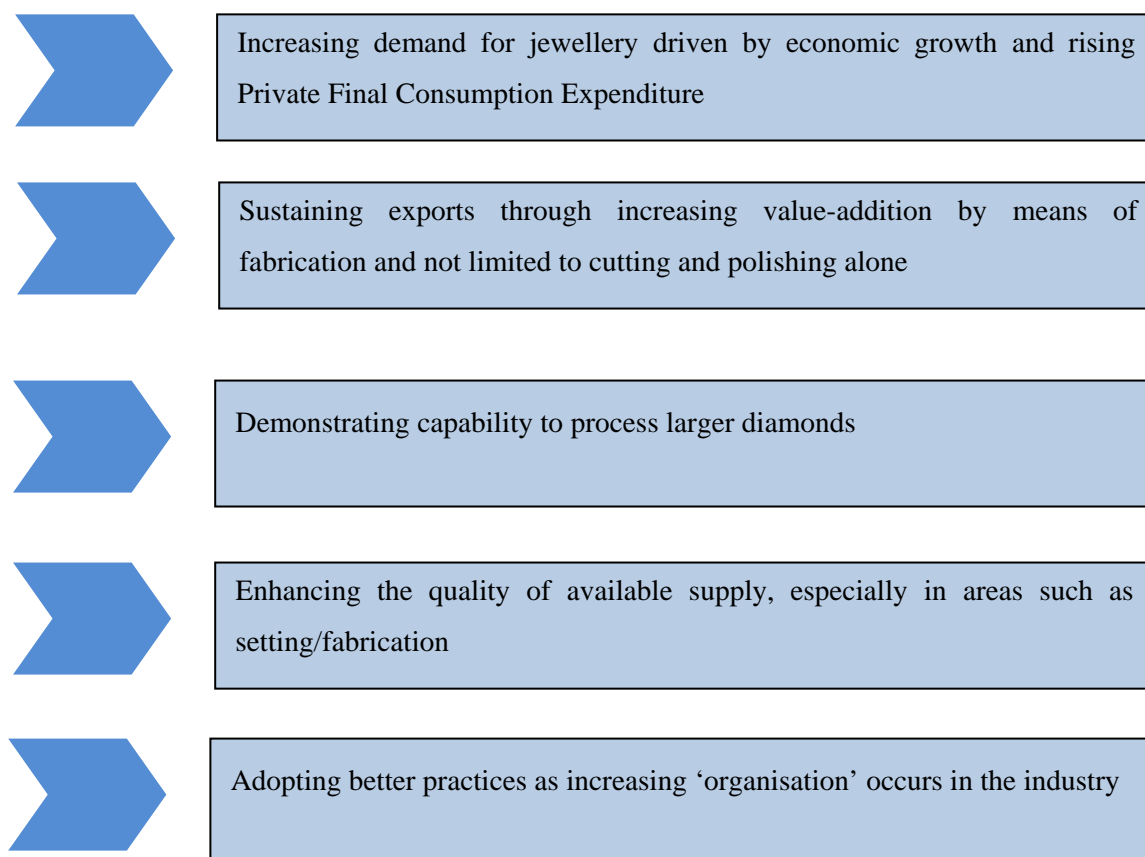 Increasing demand for jewellery driven by economic growth and rising
Private Final Consumption Expenditure
Sustaining exports through increasing value-addition by means of
fabrication and not limited to cutting and polishing alone
Demonstrating capability to process larger diamonds
Enhancing the quality of available supply, especially in areas such as
setting/fabrication
Adopting better practices as increasing ‘organisation’ occurs in the industry